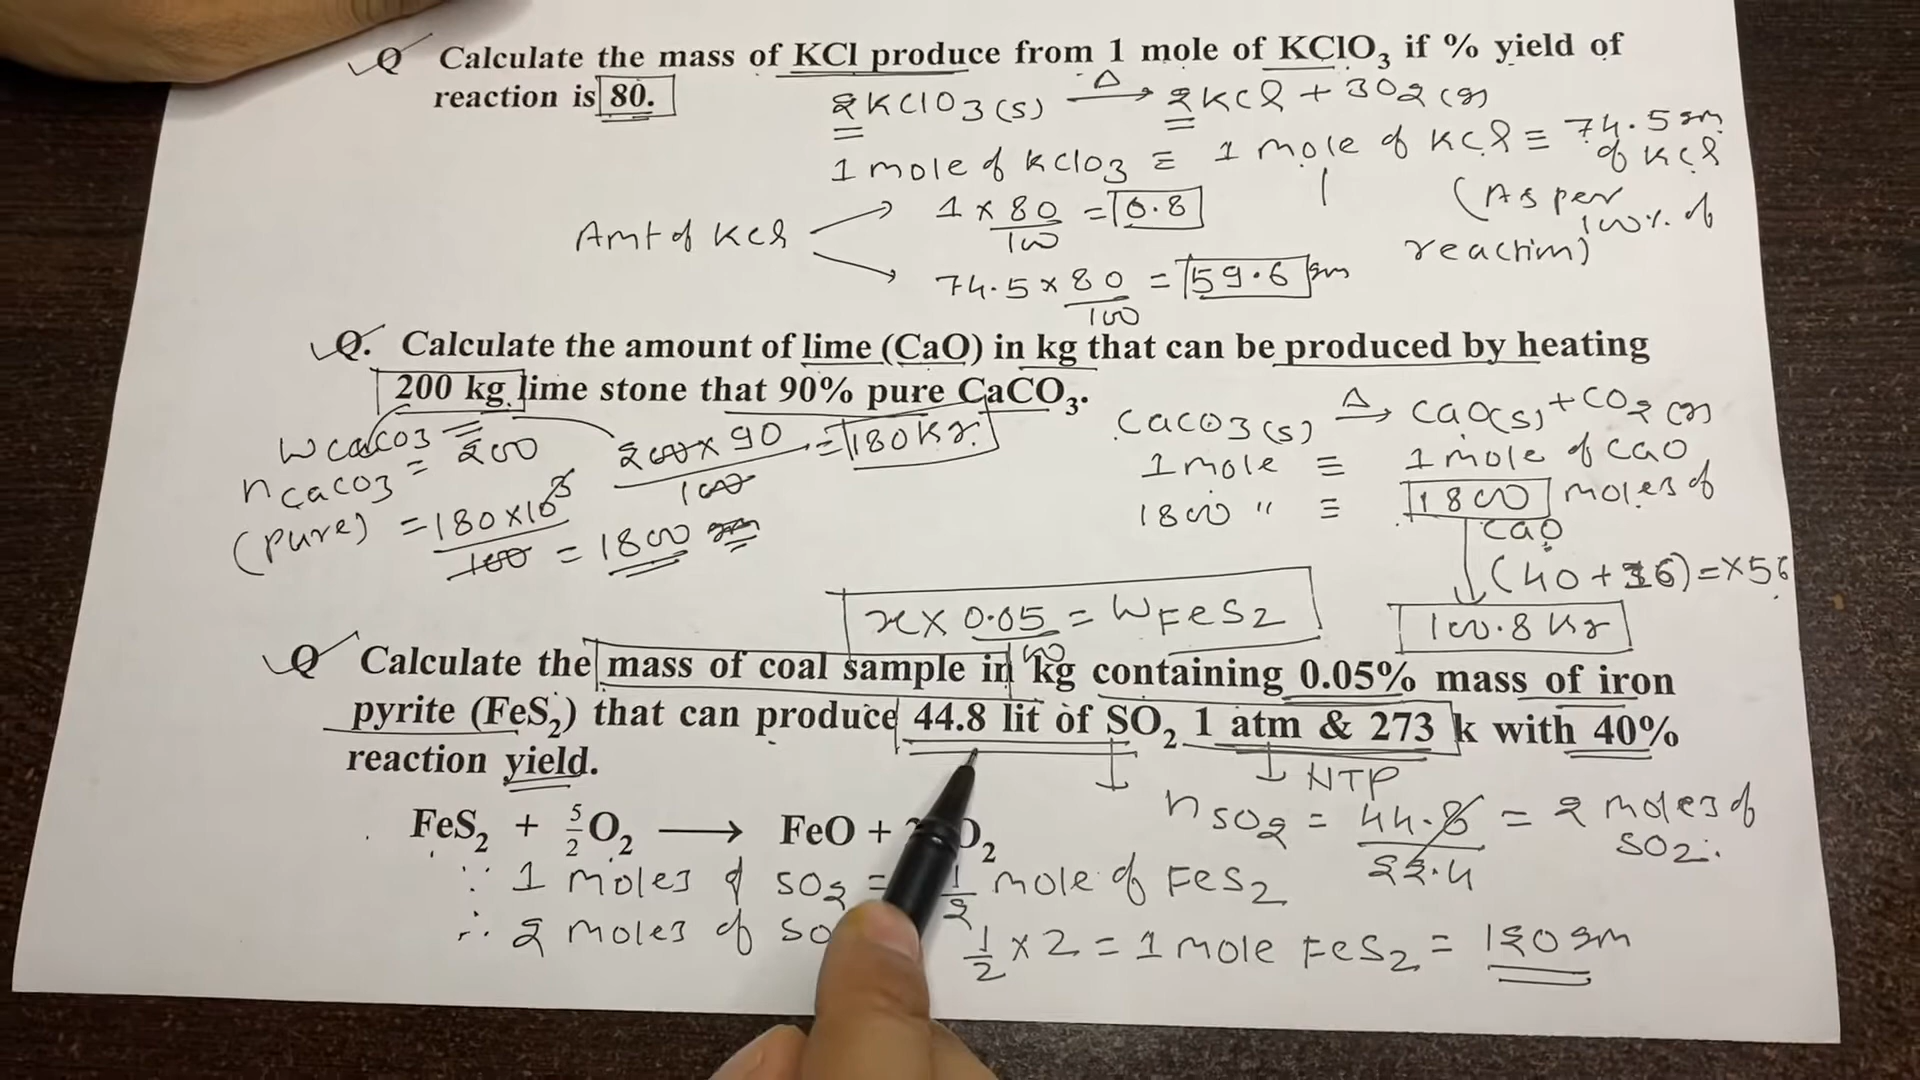 Q Calculate the mass of KCl produce from 1 mole of KClO3 if % yield of
reaction is 80.
2KClO3(s) Δ→ 2KCl + 3O2(g)
1 mole of KClO3 ≡ 1 mole of KCl ≡ 74.5 gm of KCl
(As per 100% of reaction)
Amt of KCl
1 × 80/100 = 0.8
74.5 × 80/100 = 59.6 gm
Q. Calculate the amount of lime (CaO) in kg that can be produced by heating
200 kg lime stone that 90% pure CaCO3.
CaCO3(s) Δ→ CaO(s) + CO2(g)
WCaCO3 = 200
200 × 90/100 = 180 Kg.
1 mole ≡ 1 mole of CaO
nCaCO3
(pure) = 180×10³/100 = 1800
1800 " ≡ 1800 moles of CaO
(40+16) = ×56
100.8 Kg
x × 0.05/100 = WFeS2
Q Calculate the mass of coal sample in kg containing 0.05% mass of iron
pyrite (FeS2) that can produce 44.8 lit of SO2 1 atm & 273 k with 40%
reaction yield.
NTP
nSO2 = 44.8/22.4 = 2 moles of SO2.
FeS2 + 5/2 O2 → FeO + O2
∵ 1 moles of SO2 = 1/2 mole of FeS2
∴ 2 moles of SO 1/2 × 2 = 1 mole FeS2 = 120 gm